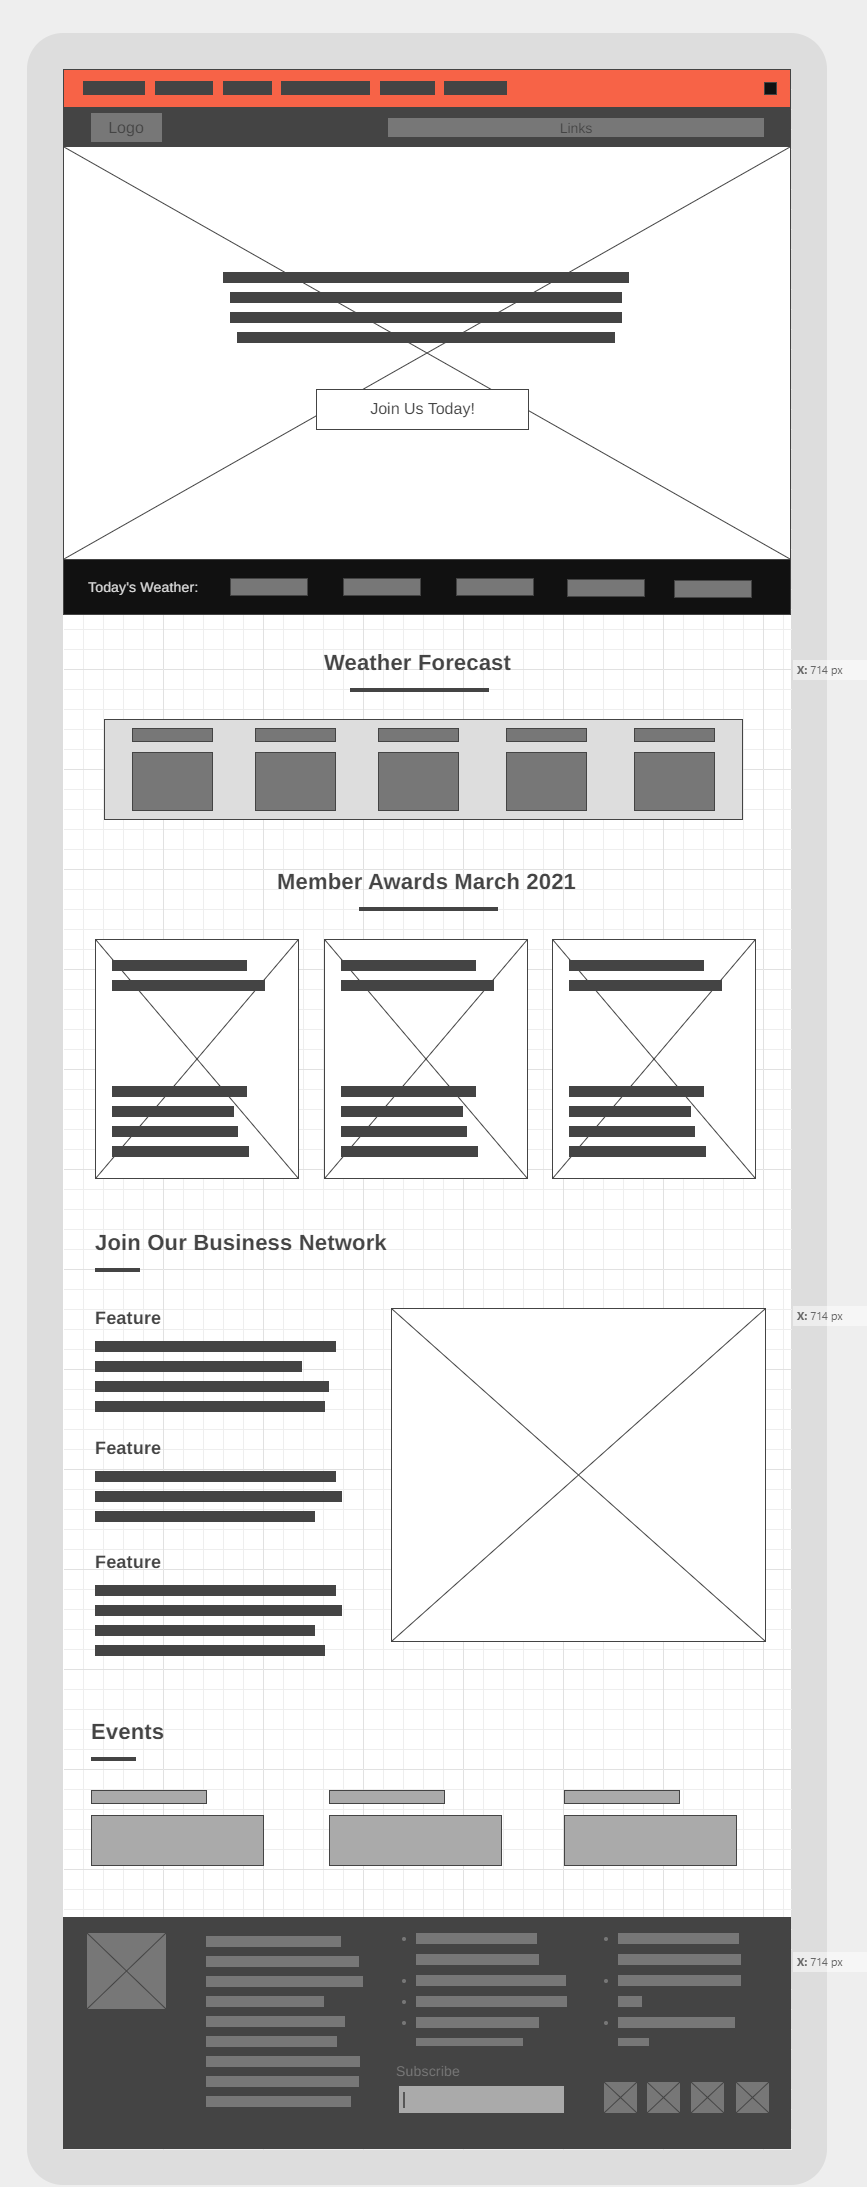 Logo
Links
Join Us Today!
Today's Weather:
Weather Forecast
X: 714 px
Member Awards March 2021
Join Our Business Network
Feature
X: 714 px
Feature
Feature
Events
X: 714 px
Subscribe